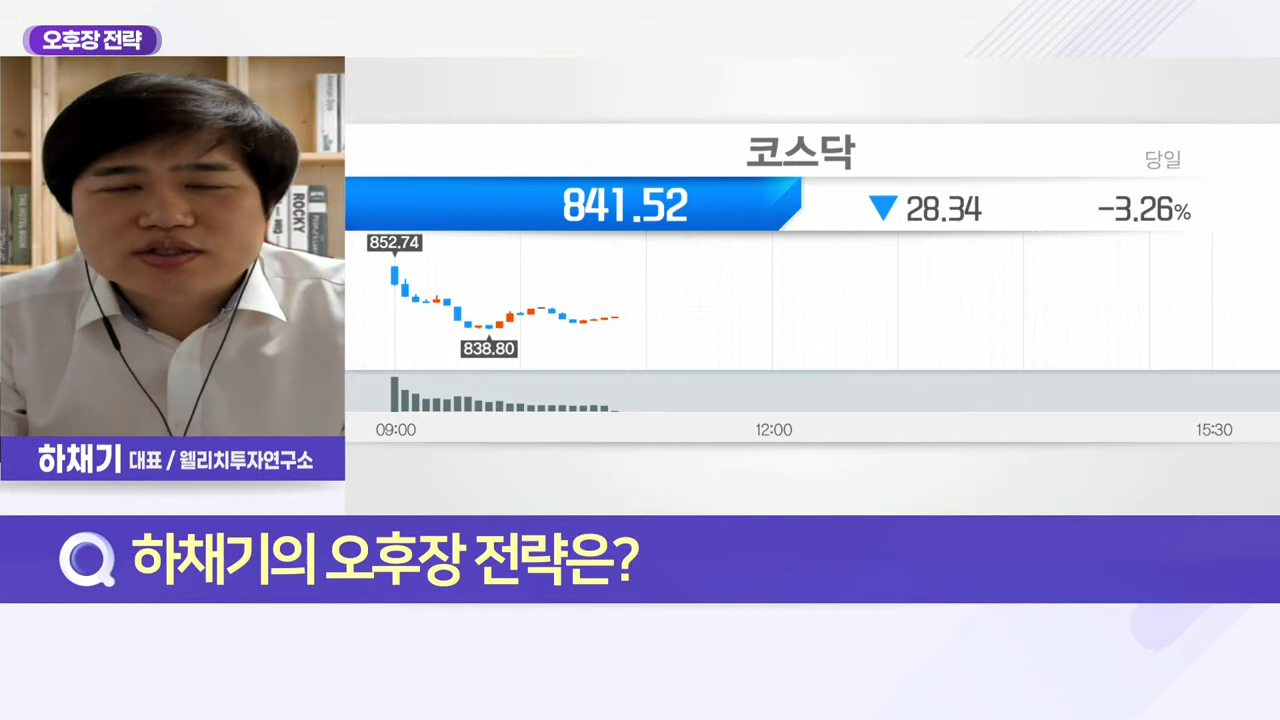 오후장 전략
코스닥
당일
841.52 ▼ 28.34 -3.26%
852.74
838.80
09:00 12:00 15:30
ROCKY
하채기 대표 / 웰리치투자연구소
하채기의 오후장 전략은?